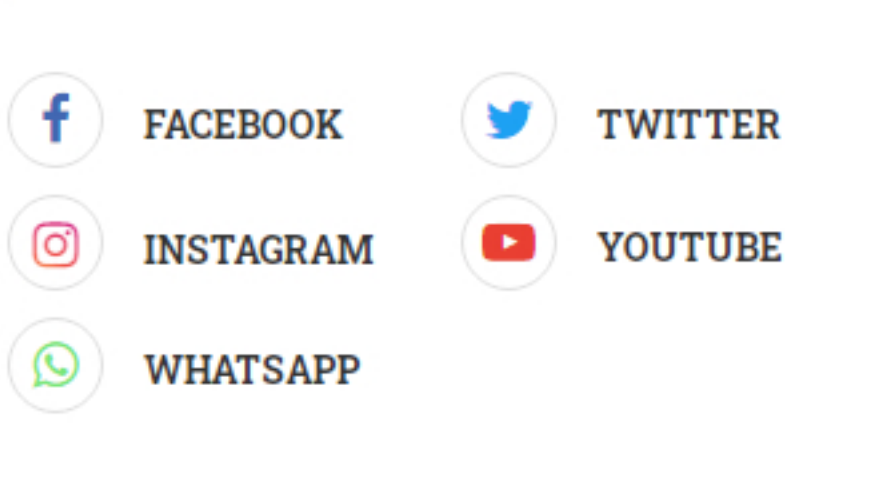 FACEBOOK
TWITTER
INSTAGRAM
YOUTUBE
WHATSAPP